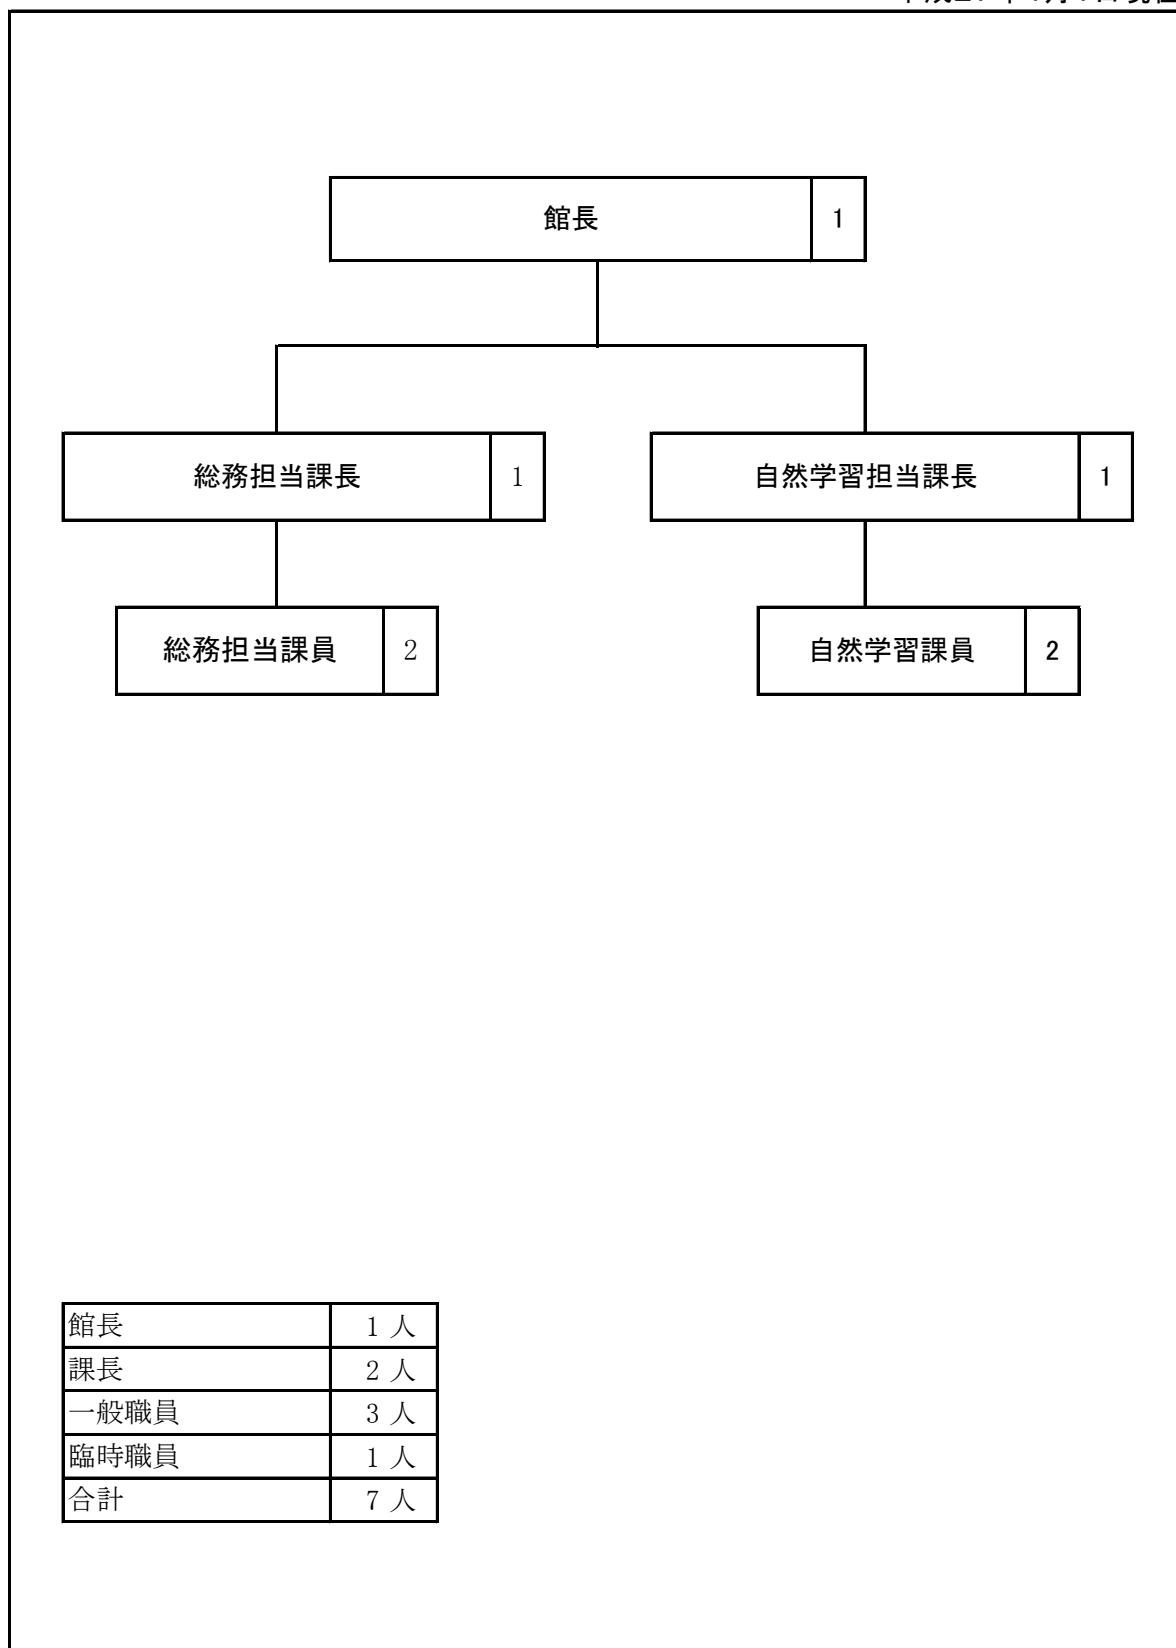 館長 1
総務担当課長 1 自然学習担当課長 1
総務担当課員 2 自然学習課員 2
館長 1 人
課長 2 人
一般職員 3 人
臨時職員 1 人
合計 7 人